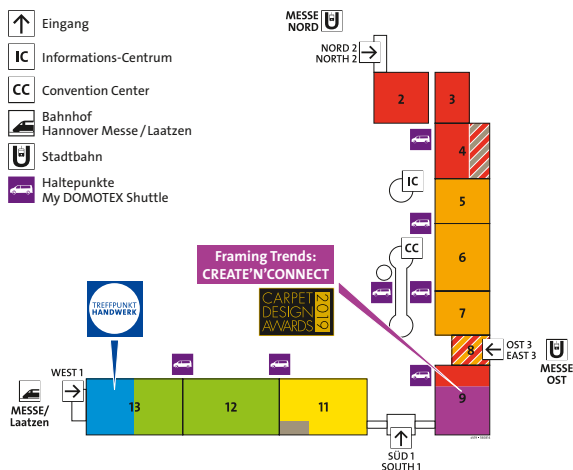 Eingang
IC
Informations-Centrum
CC
Convention Center
Bahnhof
Hannover Messe / Laatzen
U
Stadtbahn
Haltepunkte
My DOMOTEX Shuttle
MESSE
NORD
U
NORD 2
NORTH 2
2
3
4
IC
5
CC
6
Framing Trends:
CREATE'N'CONNECT
CARPET
DESIGN
AWARDS
2019
7
TREFFPUNKT
HANDWERK
8
OST 3
EAST 3
U
MESSE
OST
WEST 1
MESSE/
Laatzen
13
12
11
9
SÜD 1
SOUTH 1